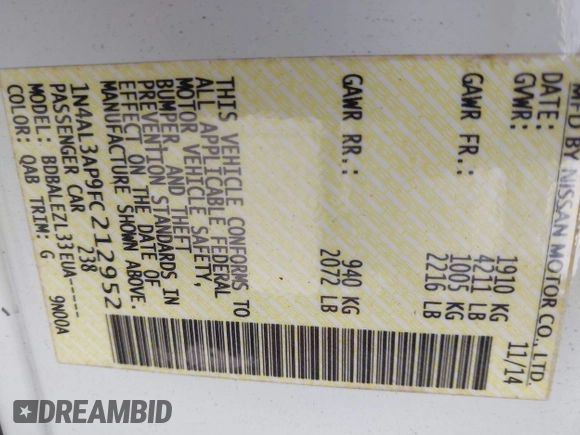 MFD BY NISSAN MOTOR CO., LTD.
DATE: 11/14
GVWR: 1910 KG
4211 LB
GAWR FR.: 1005 KG
2216 LB
GAWR RR.: 940 KG
2072 LB
THIS VEHICLE CONFORMS TO
ALL APPLICABLE FEDERAL
MOTOR VEHICLE SAFETY,
BUMPER, AND THEFT
PREVENTION STANDARDS IN
EFFECT ON THE DATE OF
MANUFACTURE SHOWN ABOVE.
1N4AL3AP9FC212952
PASSENGER CAR 238
MODEL: BDBALEZL33EUA-----
COLOR: QAB TRIM: G 9N00A
DREAMBID